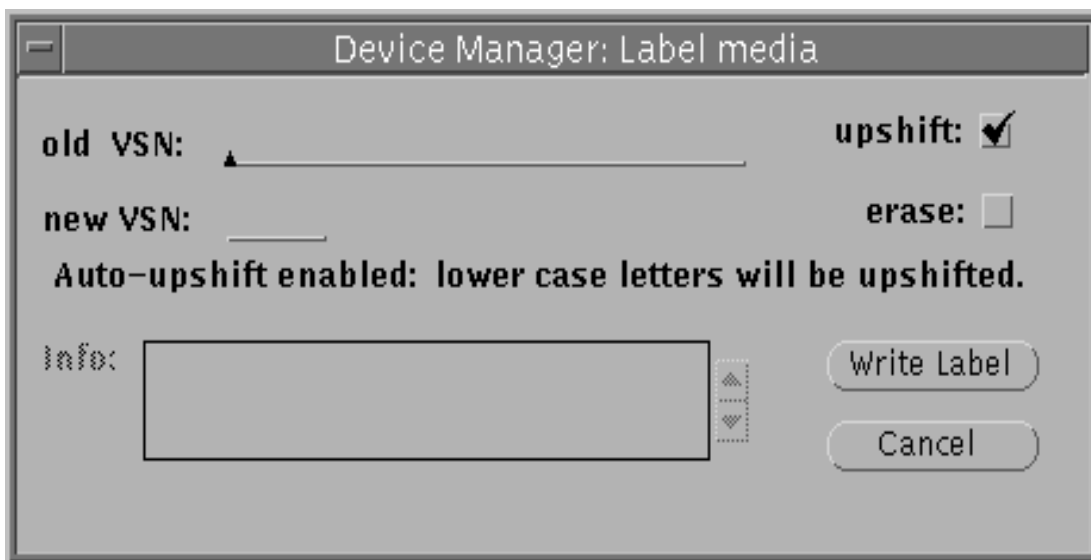 Device Manager: Label media
old VSN:
upshift:
new VSN:
erase:
Auto-upshift enabled: lower case letters will be upshifted.
Info:
Write Label
Cancel